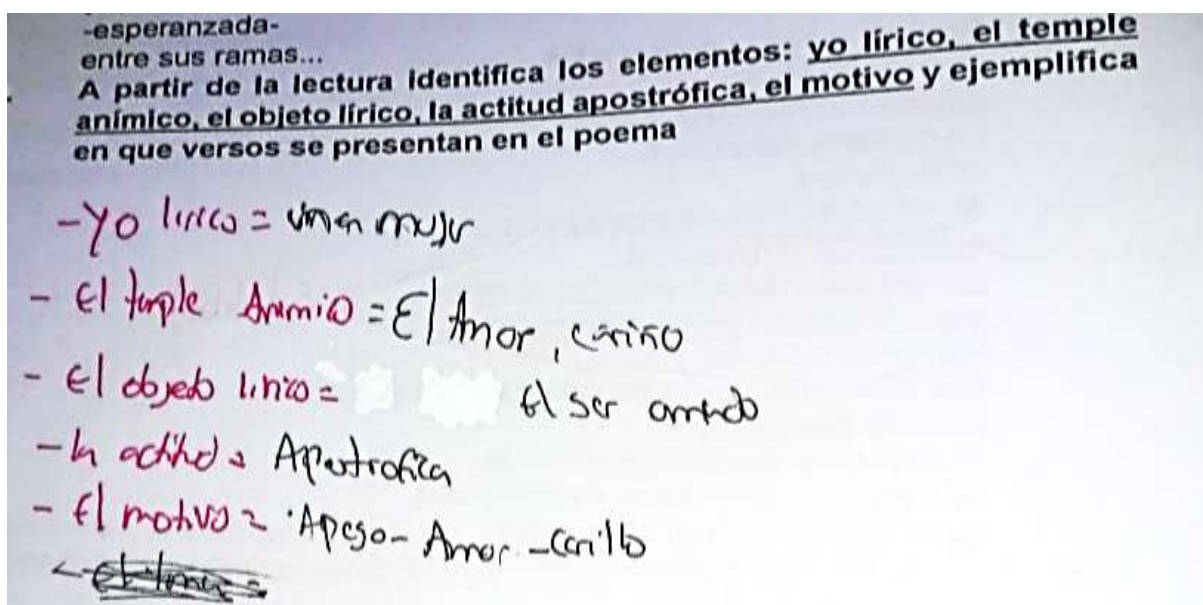 -esperanzada-
entre sus ramas...
A partir de la lectura identifica los elementos: yo lírico, el temple
anímico, el objeto lírico, la actitud apostrófica, el motivo y ejemplifica
en que versos se presentan en el poema
-Yo lirico = una mujer
- El temple Animico = El Amor, cariño
- El objeto lirico = El ser amado
- la actitud = Apostrofica
- El motivo = Apego- Amor -